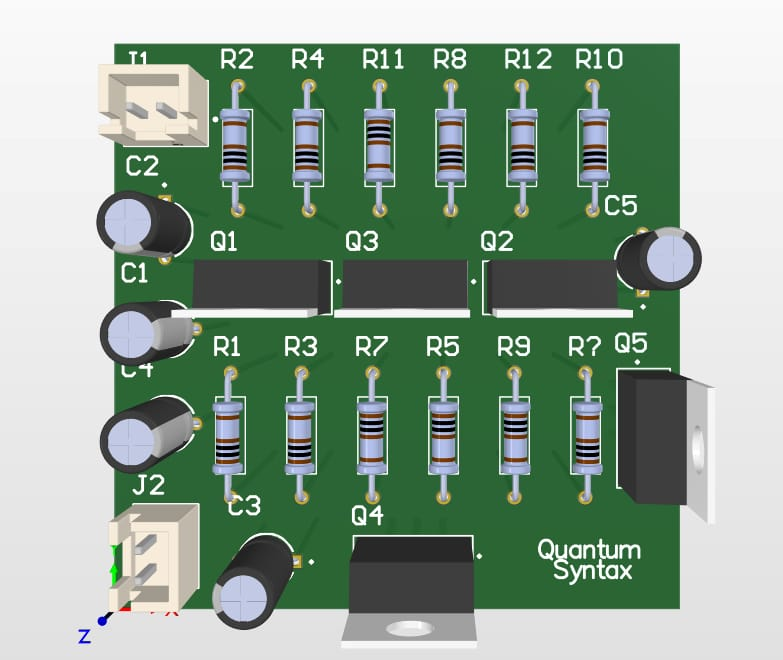 J1 R2 R4 R11 R8 R12 R10
C2
C5
Q1 Q3 Q2
C1
R1 R3 R7 R5 R9 R? Q5
C4
J2
C3 Q4
Quantum
Syntax
X
Z